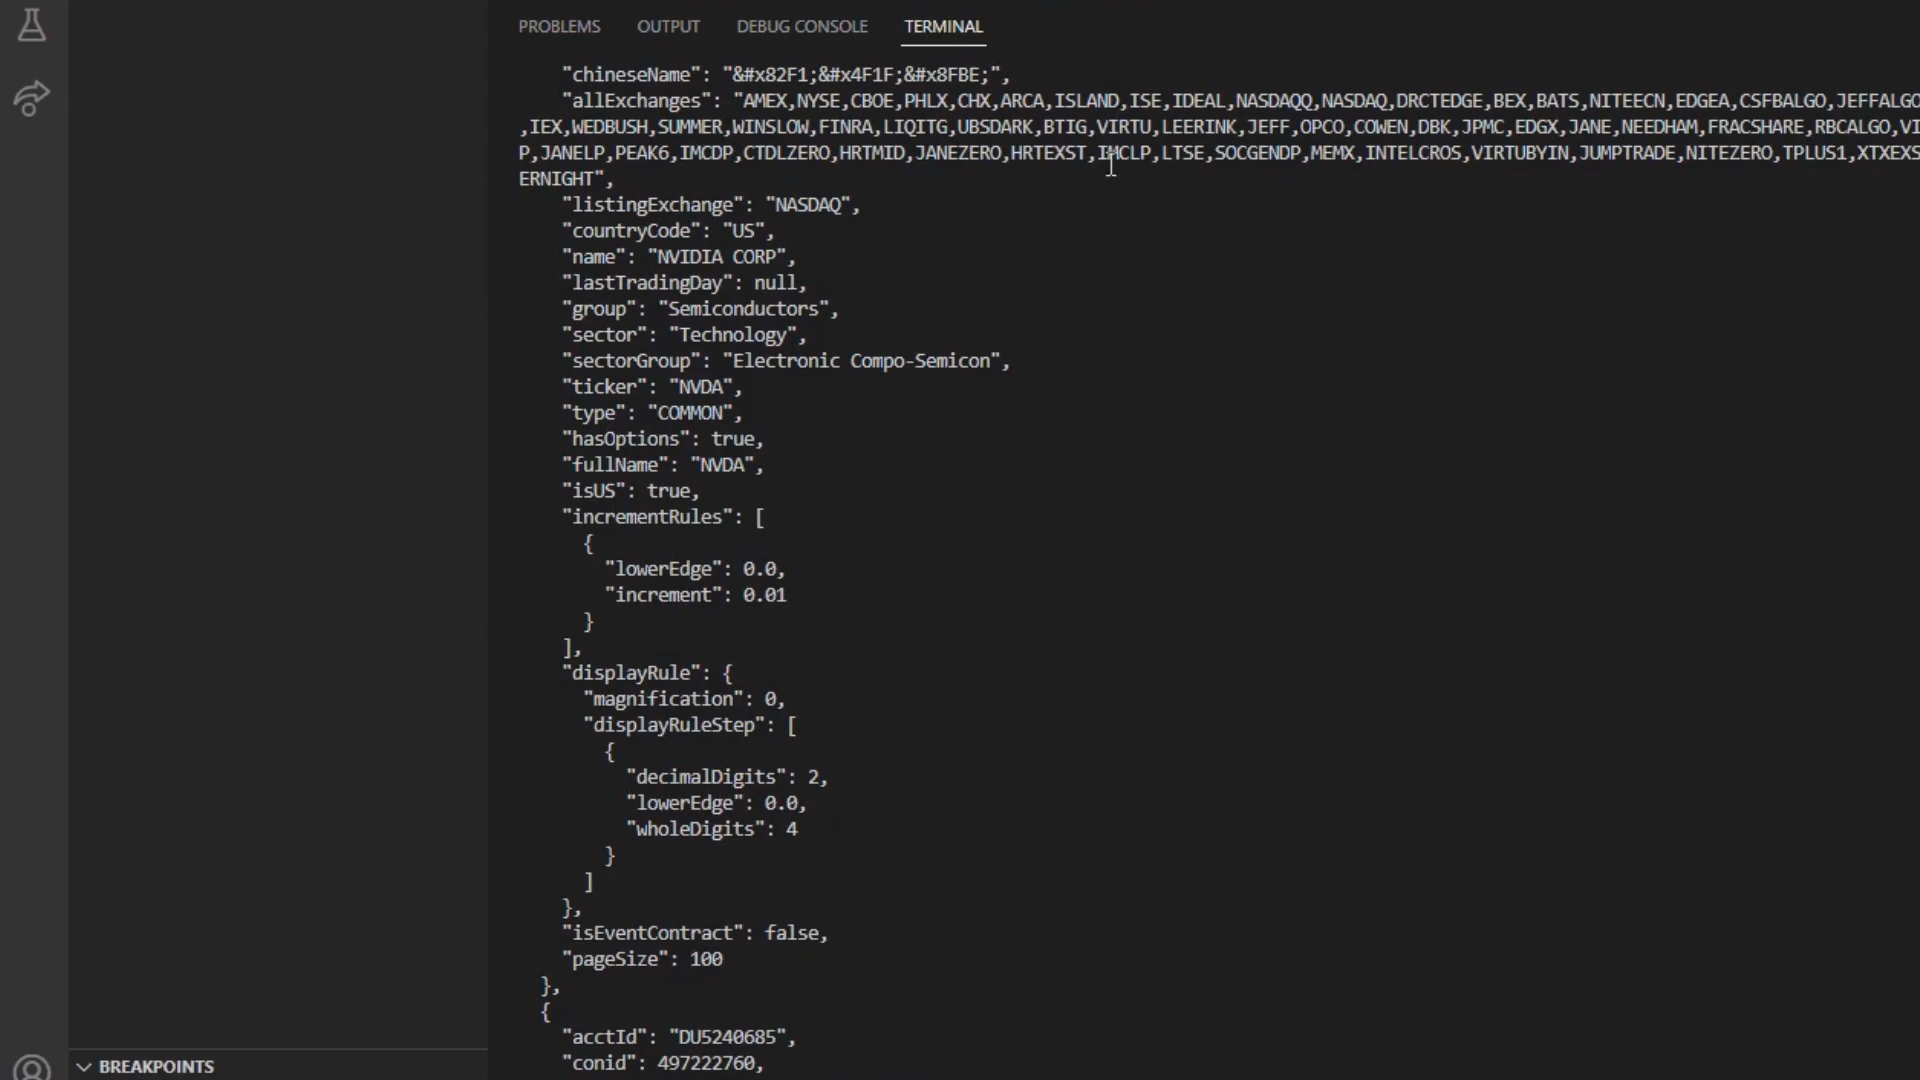 PROBLEMS OUTPUT DEBUG CONSOLE TERMINAL
"chineseName": "&#x82F1;&#x4F1F;&#x8FBE;",
"allExchanges": "AMEX,NYSE,CBOE,PHLX,CHX,ARCA,ISLAND,ISE,IDEAL,NASDAQQ,NASDAQ,DRCTEDGE,BEX,BATS,NITEECN,EDGEA,CSFBALGO,JEFFALGO
,IEX,WEDBUSH,SUMMER,WINSLOW,FINRA,LIQITG,UBSDARK,BTIG,VIRTU,LEERINK,JEFF,OPCO,COWEN,DBK,JPMC,EDGX,JANE,NEEDHAM,FRACSHARE,RBCALGO,VI
P,JANELP,PEAK6,IMCDP,CTDLZERO,HRTMID,JANEZERO,HRTEXST,IMCLP,LTSE,SOCGENDP,MEMX,INTELCROS,VIRTUBYIN,JUMPTRADE,NITEZERO,TPLUS1,XTXEXS
ERNIGHT",
"listingExchange": "NASDAQ",
"countryCode": "US",
"name": "NVIDIA CORP",
"lastTradingDay": null,
"group": "Semiconductors",
"sector": "Technology",
"sectorGroup": "Electronic Compo-Semicon",
"ticker": "NVDA",
"type": "COMMON",
"hasOptions": true,
"fullName": "NVDA",
"isUS": true,
"incrementRules": [
{
"lowerEdge": 0.0,
"increment": 0.01
}
],
"displayRule": {
"magnification": 0,
"displayRuleStep": [
{
"decimalDigits": 2,
"lowerEdge": 0.0,
"wholeDigits": 4
}
]
},
"isEventContract": false,
"pageSize": 100
},
{
"acctId": "DU5240685",
"conid": 497222760,
BREAKPOINTS